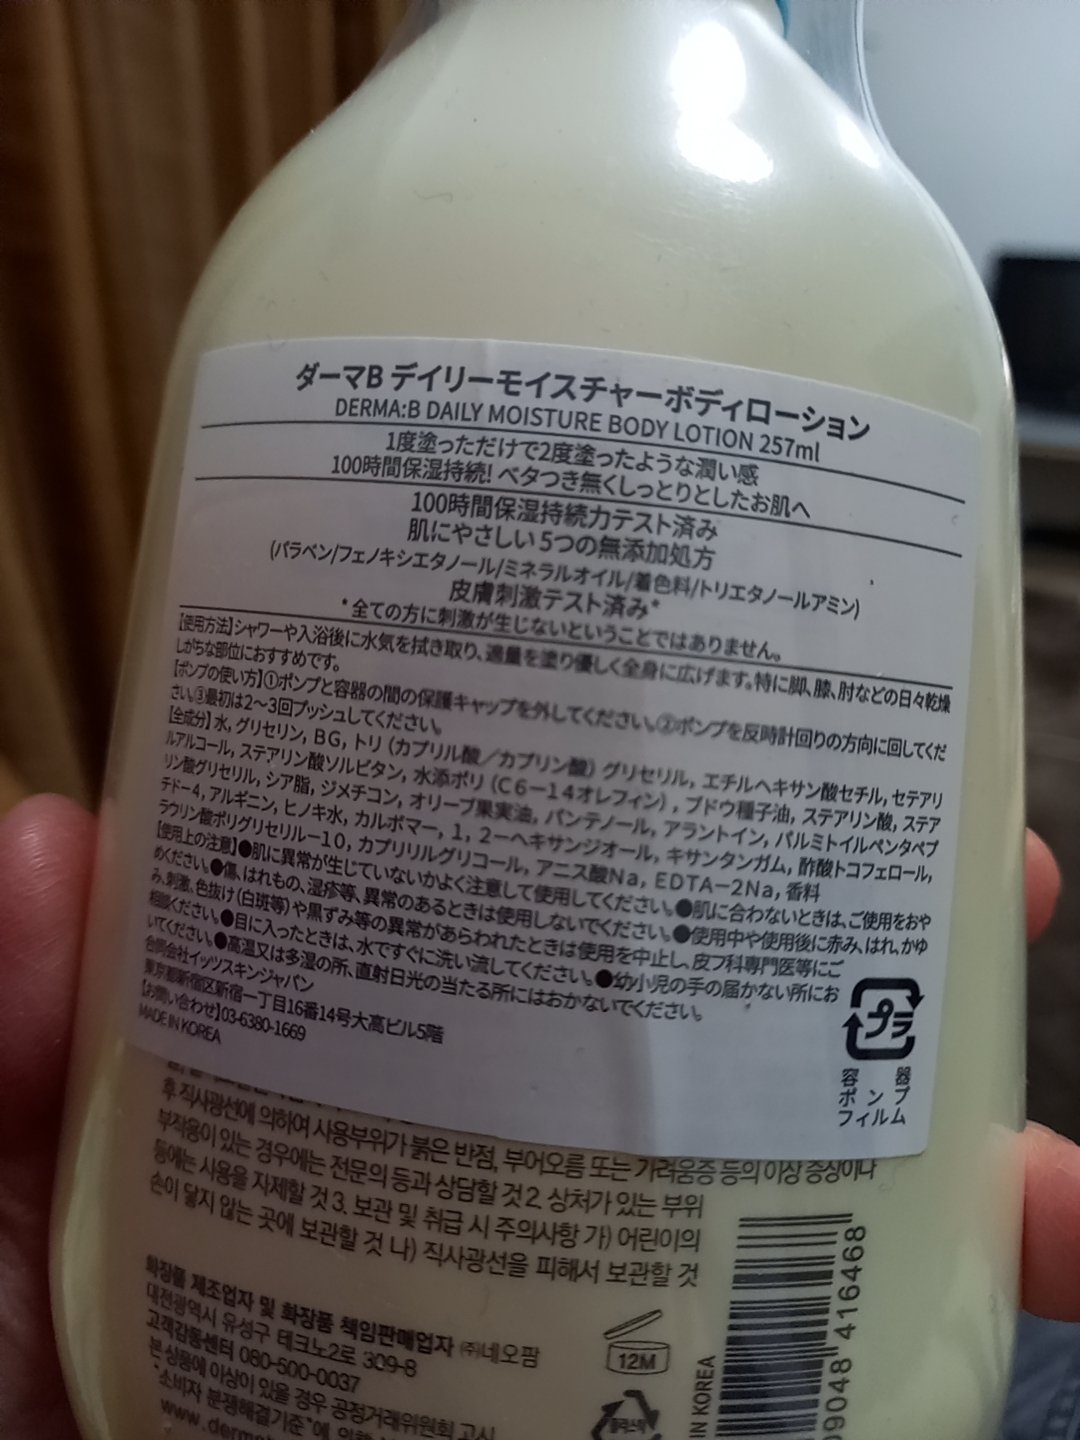 ダーマB デイリーモイスチャーボディローション
DERMA:B DAILY MOISTURE BODY LOTION 257ml
1度塗っただけで2度塗ったような潤い感
100時間保湿持続! ベタつき無くしっとりとしたお肌へ
100時間保湿持続力テスト済み
肌にやさしい 5つの無添加処方
(パラベン/フェノキシエタノール/ミネラルオイル/着色料/トリエタノールアミン)
皮膚刺激テスト済み*
*全ての方に刺激が生じないということではありません。
【使用方法】シャワーや入浴後に水気を拭き取り、適量を塗り優しく全身に広げます。特に脚、膝、肘などの日々乾燥
しがちな部位におすすめです。
【ポンプの使い方】①ポンプと容器の間の保護キャップを外してください。②ポンプを反時計回りの方向に回してくだ
さい。③最初は2～3回プッシュしてください。
【全成分】水, グリセリン, BG, トリ（カプリル酸／カプリン酸）グリセリル, エチルヘキサン酸セチル, セテアリ
ルアルコール, ステアリン酸ソルビタン, 水添ポリ（C6－14オレフィン）, ブドウ種子油, ステアリン酸, ステア
リン酸グリセリル, シア脂, ジメチコン, オリーブ果実油, パンテノール, アラントイン, パルミトイルペンタペプ
チド－4, アルギニン, ヒノキ水, カルボマー, 1, 2－ヘキサンジオール, キサンタンガム, 酢酸トコフェロール,
ラウリン酸ポリグリセリル－10, カプリリルグリコール, アニス酸Na, EDTA－2Na, 香料
【使用上の注意】●肌に異常が生じていないかよく注意して使用してください。●肌に合わないときは、ご使用をおや
めください。●傷、はれもの、湿疹等、異常のあるときは使用しないでください。●使用中や使用後に赤み、はれ、かゆ
み、刺激、色抜け（白斑等）や黒ずみ等の異常があらわれたときは使用を中止し、皮フ科専門医等にご
相談ください。●目に入ったときは、水ですぐに洗い流してください。●幼小児の手の届かない所にお
いてください。●高温又は多湿の所、直射日光の当たる所にはおかないでください。
合同会社イッツスキンジャパン
東京都新宿区新宿一丁目16番14号大高ビル5階
【お問い合わせ】03-6380-1669
MADE IN KOREA
プラ
容器
ポンプ
フィルム
후 직사광선에 의하여 사용부위가 붉은 반점, 부어오름 또는 가려움증 등의 이상 증상이나
부작용이 있는 경우에는 전문의 등과 상담할 것 2. 상처가 있는 부위
등에는 사용을 자제할 것 3. 보관 및 취급 시 주의사항 가) 어린이의
손이 닿지 않는 곳에 보관할 것 나) 직사광선을 피해서 보관할 것
화장품 제조업자 및 화장품 책임판매업자 ㈜네오팜
대전광역시 유성구 테크노2로 309-8
고객감동센터 080-500-0037
본 상품에 이상이 있을 경우 공정거래위원회 고시
"소비자 분쟁해결기준"에 의해
www.derma
12M
플라스틱
IN KOREA
09048 416468